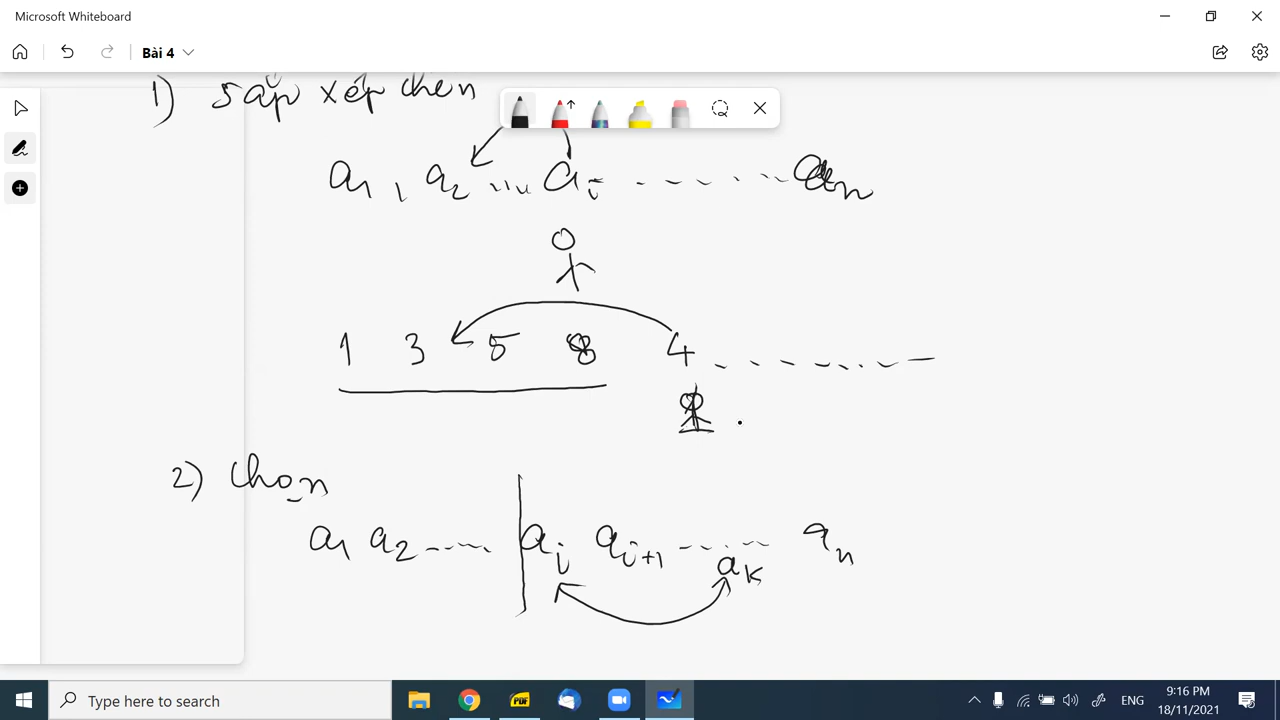 Microsoft Whiteboard
Bài 4
1) sắp xếp chèn
a1, a2 ... ai - - - - - - an
1 3 5 8 4 - - - - - - -
2) chọn
a1 a2 ----- ai ai+1 ------ ak an
Type here to search
ENG
9:16 PM
18/11/2021